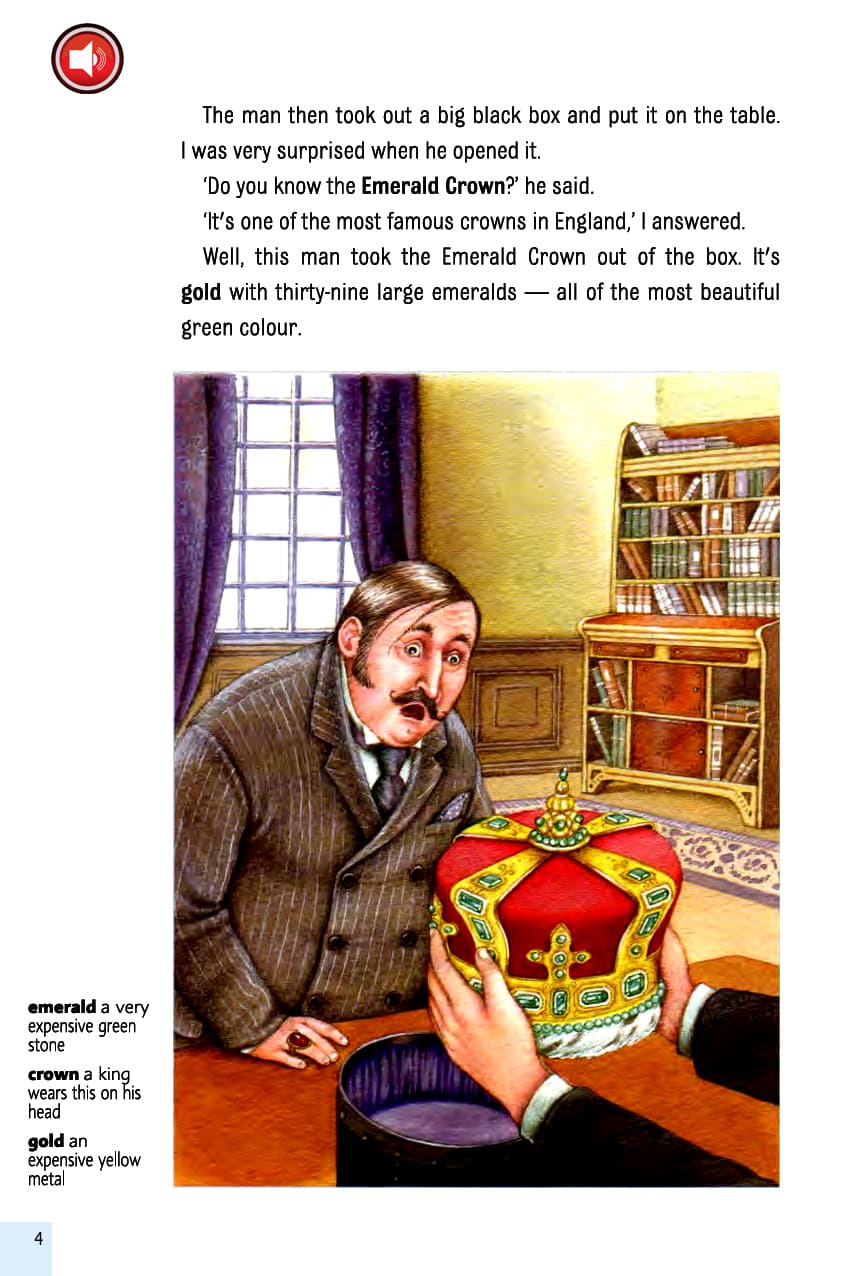 The man then took out a big black box and put it on the table.
I was very surprised when he opened it.
‘Do you know the Emerald Crown?’ he said.
‘It's one of the most famous crowns in England,’ I answered.
Well, this man took the Emerald Crown out of the box. It's
gold with thirty-nine large emeralds — all of the most beautiful
green colour.
emerald a very
expensive green
stone
crown a king
wears this on his
head
gold an
expensive yellow
metal
4